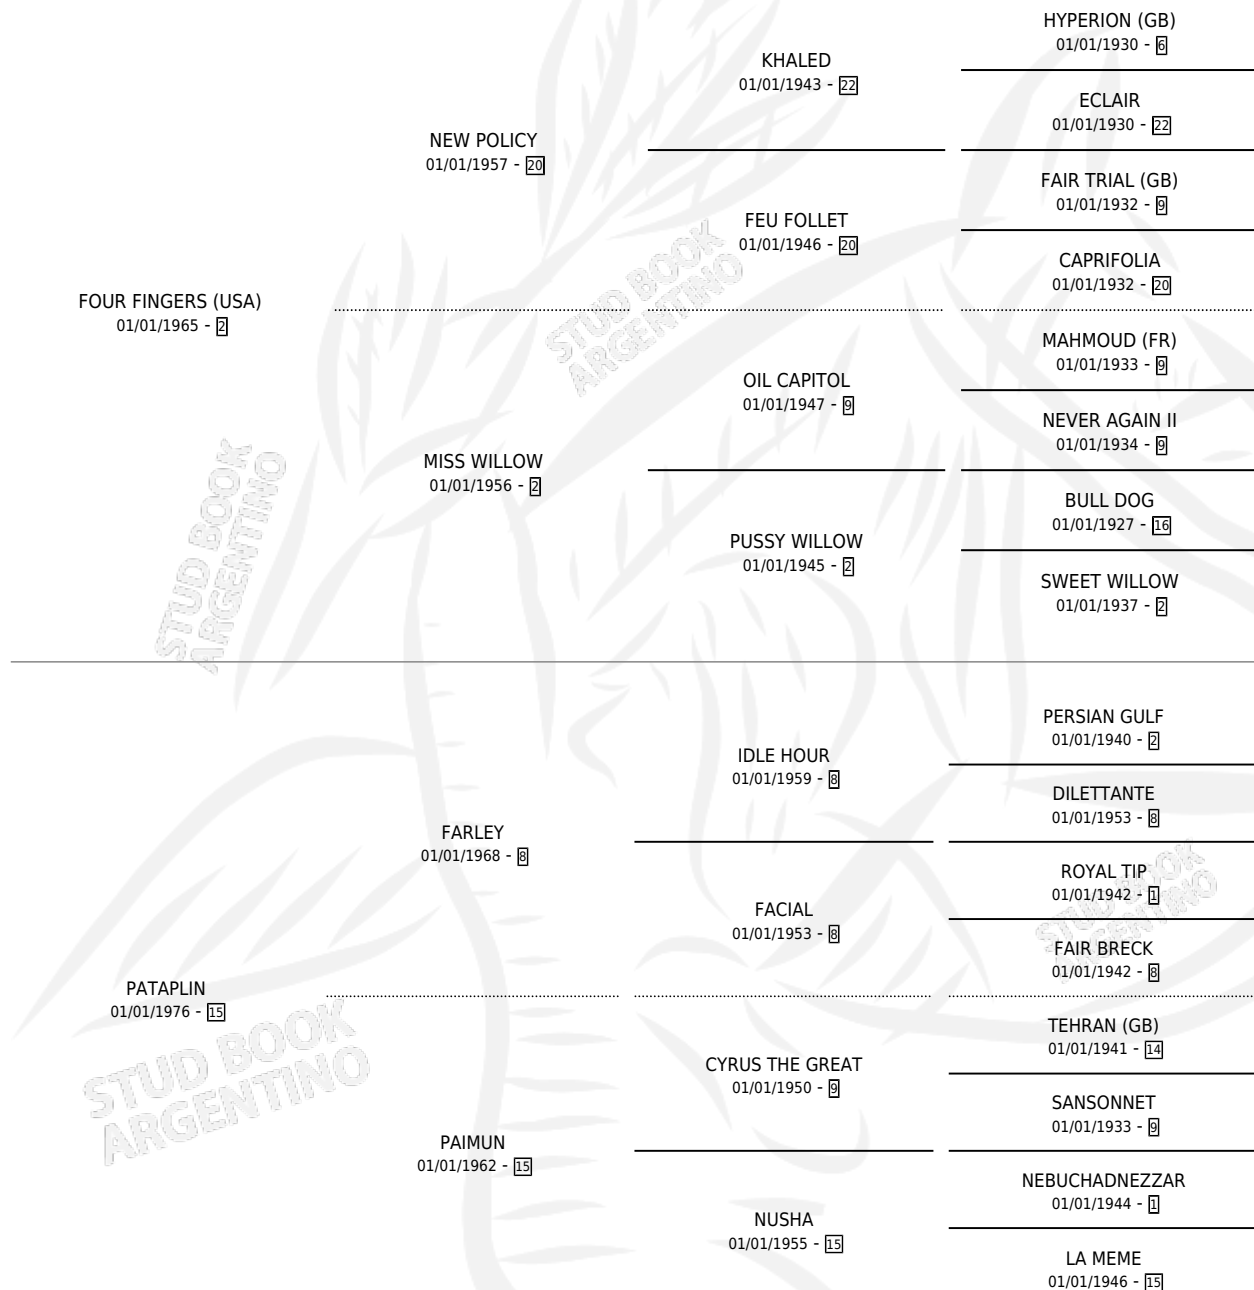 HYPERION (GB)
01/01/1930 - 6
KHALED
01/01/1943 - 22
ECLAIR
01/01/1930 - 22
NEW POLICY
01/01/1957 - 20
FAIR TRIAL (GB)
01/01/1932 - 9
FEU FOLLET
01/01/1946 - 20
CAPRIFOLIA
01/01/1932 - 20
FOUR FINGERS (USA)
01/01/1965 - 2
MAHMOUD (FR)
01/01/1933 - 9
OIL CAPITOL
01/01/1947 - 9
NEVER AGAIN II
01/01/1934 - 9
MISS WILLOW
01/01/1956 - 2
BULL DOG
01/01/1927 - 16
PUSSY WILLOW
01/01/1945 - 2
SWEET WILLOW
01/01/1937 - 2
PERSIAN GULF
01/01/1940 - 2
IDLE HOUR
01/01/1959 - 8
DILETTANTE
01/01/1953 - 8
FARLEY
01/01/1968 - 8
ROYAL TIP
01/01/1942 - 1
FACIAL
01/01/1953 - 8
FAIR BRECK
01/01/1942 - 8
PATAPLIN
01/01/1976 - 15
TEHRAN (GB)
01/01/1941 - 14
CYRUS THE GREAT
01/01/1950 - 9
SANSONNET
01/01/1933 - 9
PAIMUN
01/01/1962 - 15
NEBUCHADNEZZAR
01/01/1944 - 1
NUSHA
01/01/1955 - 15
LA MEME
01/01/1946 - 15
STUD BOOK
ARGENTINO
STUD BOOK
ARGENTINO
STUD BOOK
ARGENTINO
STUD BOOK
ARGENTINO